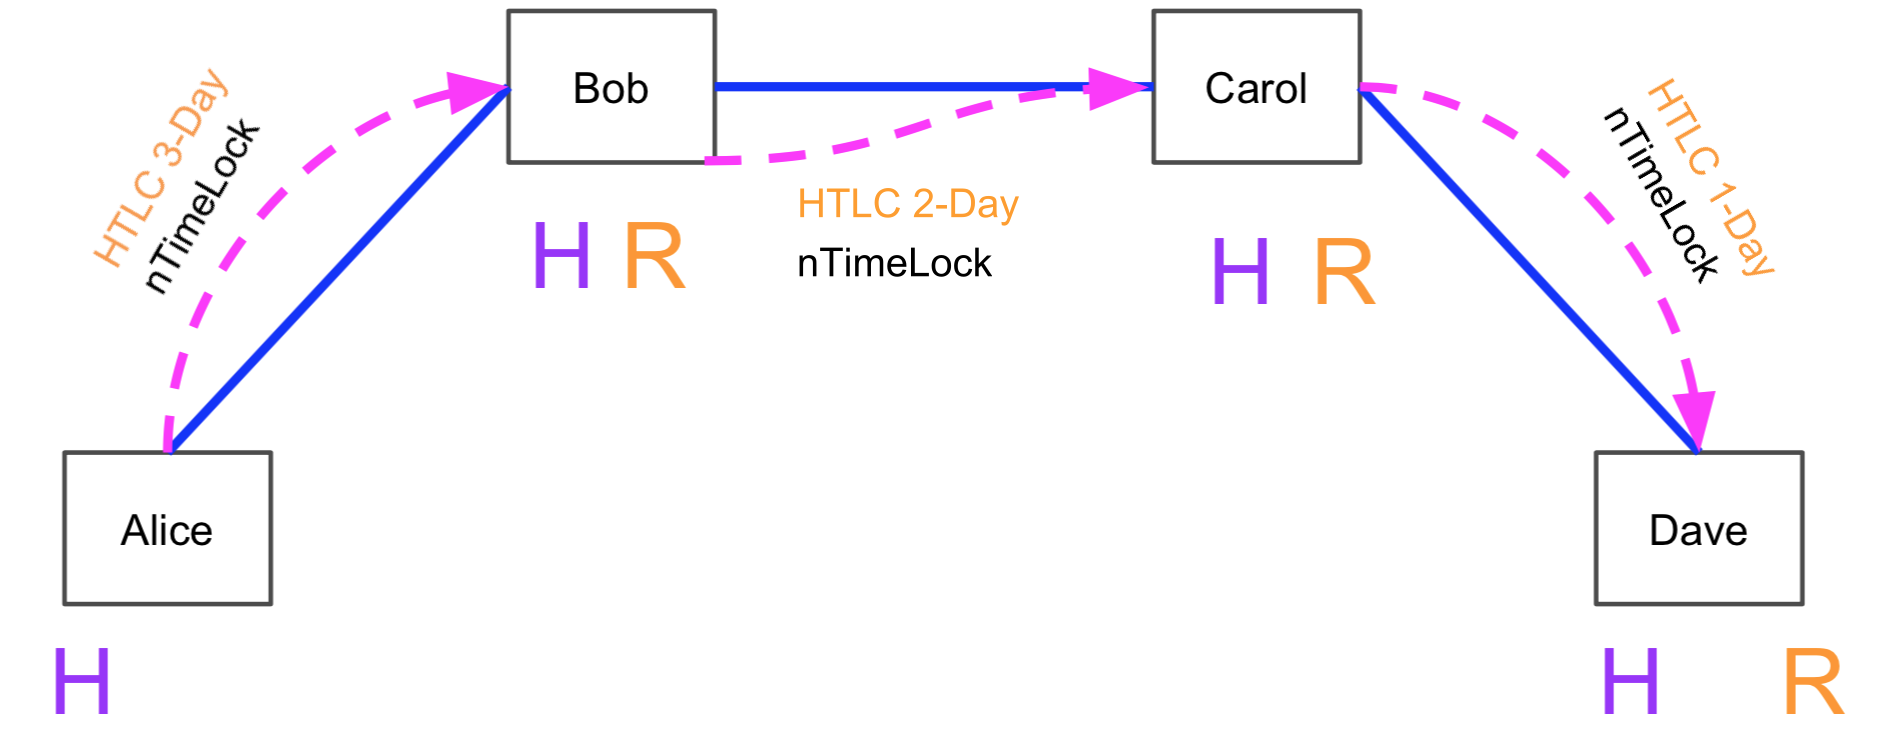 Bob
Carol
HTLC 3-Day
nTimeLock
HTLC 2-Day
nTimeLock
HTLC 1-Day
nTimeLock
H R
H R
Alice
Dave
H
H R